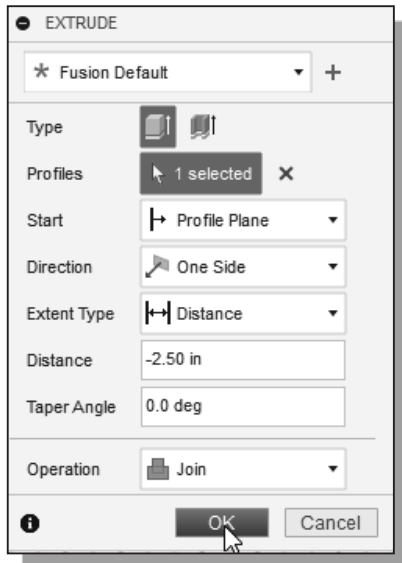 EXTRUDE
* Fusion Default +
Type
Profiles 1 selected ×
Start Profile Plane
Direction One Side
Extent Type Distance
Distance -2.50 in
Taper Angle 0.0 deg
Operation Join
OK Cancel